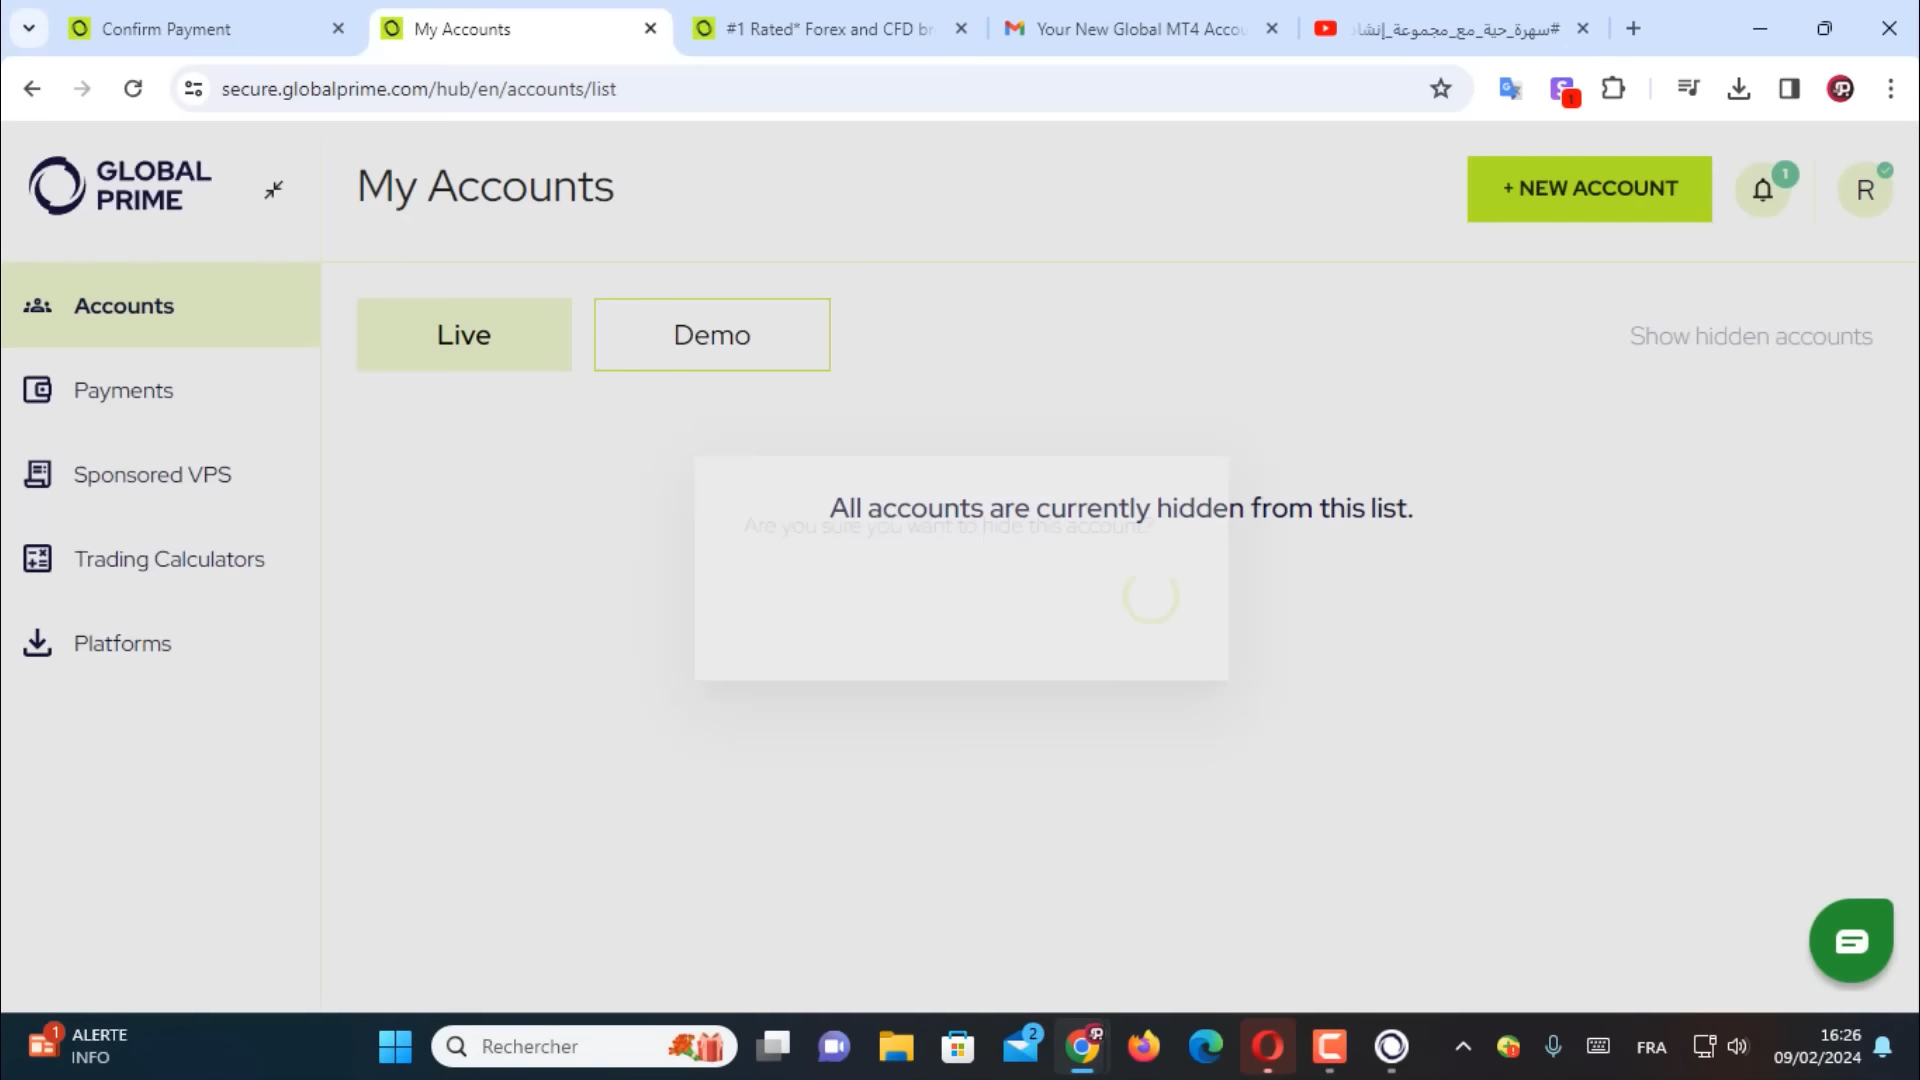 Confirm Payment
My Accounts
#1 Rated* Forex and CFD br
Your New Global MT4 Accou
#سهرة_حية_مع_مجموعة_إنشاد
secure.globalprime.com/hub/en/accounts/list
1
GLOBAL PRIME
My Accounts
+ NEW ACCOUNT
1
R
Accounts
Live
Demo
Show hidden accounts
Payments
Sponsored VPS
All accounts are currently hidden from this list.
Are you sure you want to hide this account?
Trading Calculators
Platforms
1
ALERTE
INFO
Rechercher
2
FRA
16:26
09/02/2024